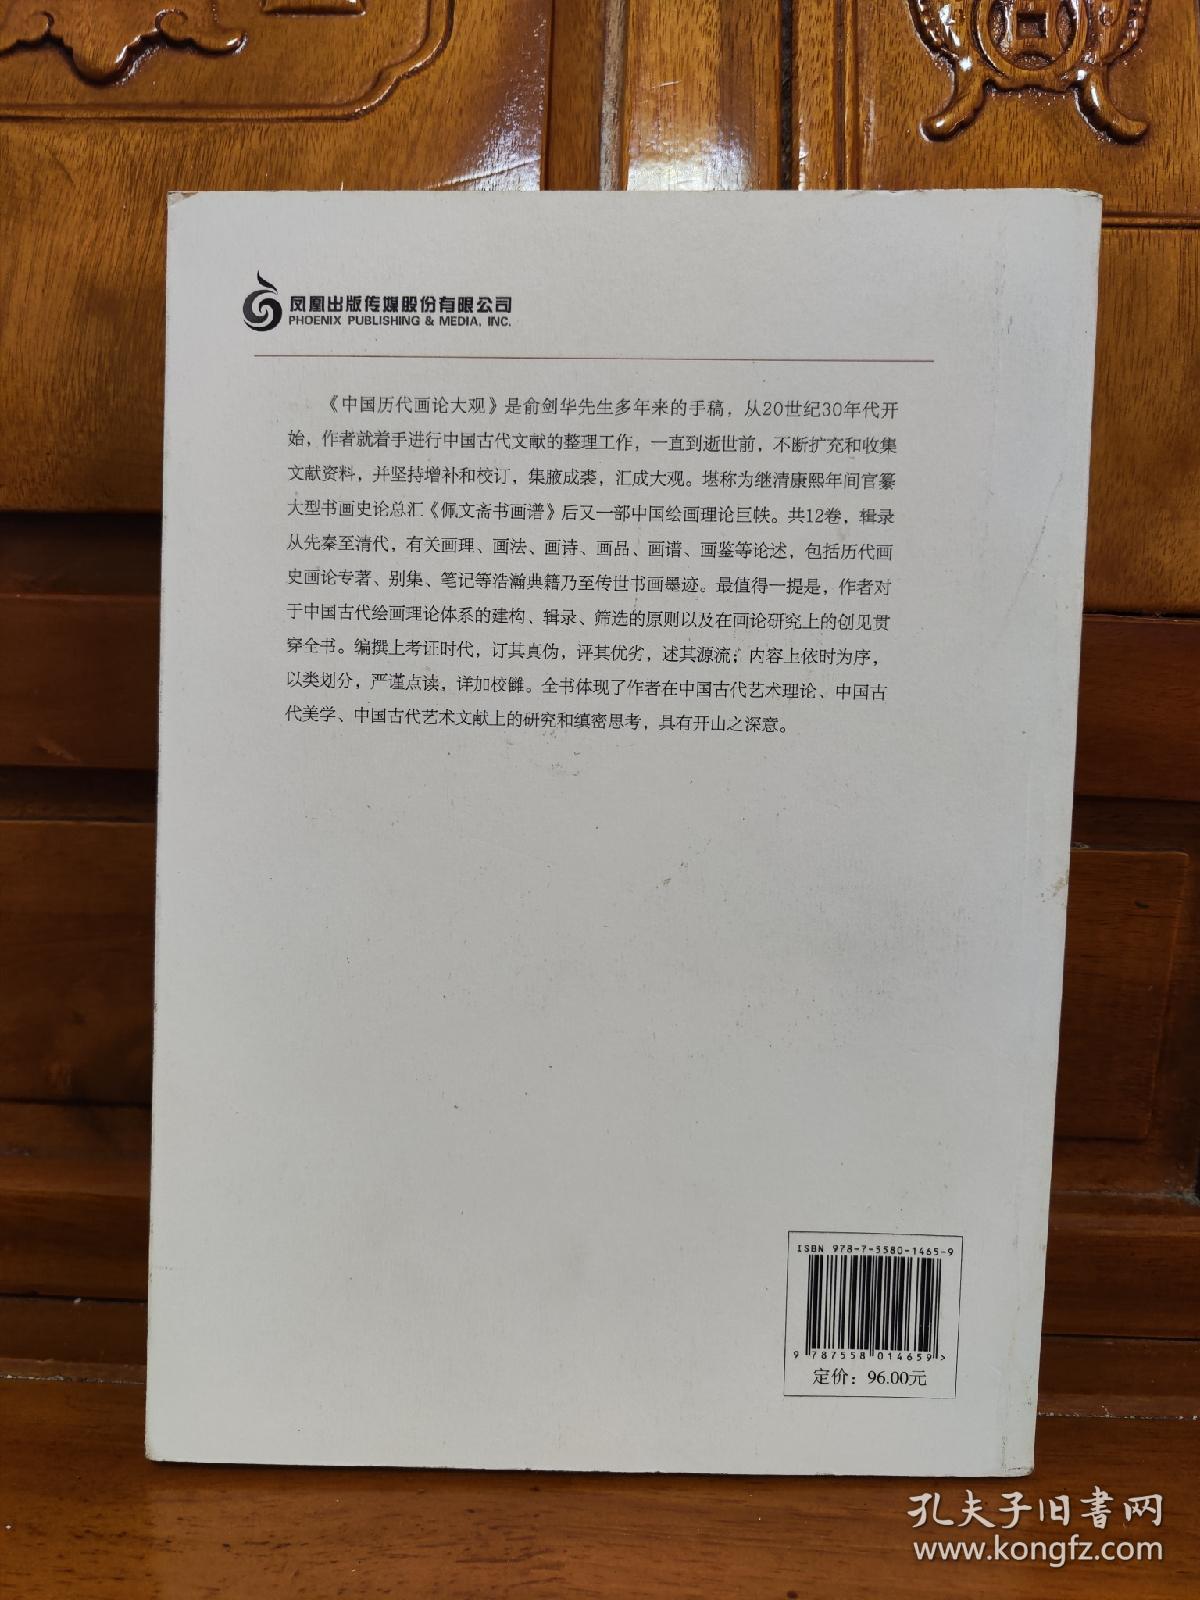 凤凰出版传媒股份有限公司
PHOENIX PUBLISHING & MEDIA, INC.
《中国历代画论大观》是俞剑华先生多年来的手稿，从20世纪30年代开
始，作者就着手进行中国古代文献的整理工作，一直到逝世前，不断扩充和收集
文献资料，并坚持增补和校订，集腋成裘，汇成大观。堪称为继清康熙年间官纂
大型书画史论总汇《佩文斋书画谱》后又一部中国绘画理论巨帙。共12卷，辑录
从先秦至清代，有关画理、画法、画诗、画品、画谱、画鉴等论述，包括历代画
史画论专著、别集、笔记等浩瀚典籍乃至传世书画墨迹。最值得一提是，作者对
于中国古代绘画理论体系的建构、辑录、筛选的原则以及在画论研究上的创见贯
穿全书。编撰上考证时代，订其真伪，评其优劣，述其源流；内容上依时为序，
以类划分，严谨点读，详加校雠。全书体现了作者在中国古代艺术理论、中国古
代美学、中国古代艺术文献上的研究和缜密思考，具有开山之深意。
ISBN 978-7-5580-1465-9
9 787558 014659>
定价：96.00元
孔夫子旧书网
www.kongfz.com